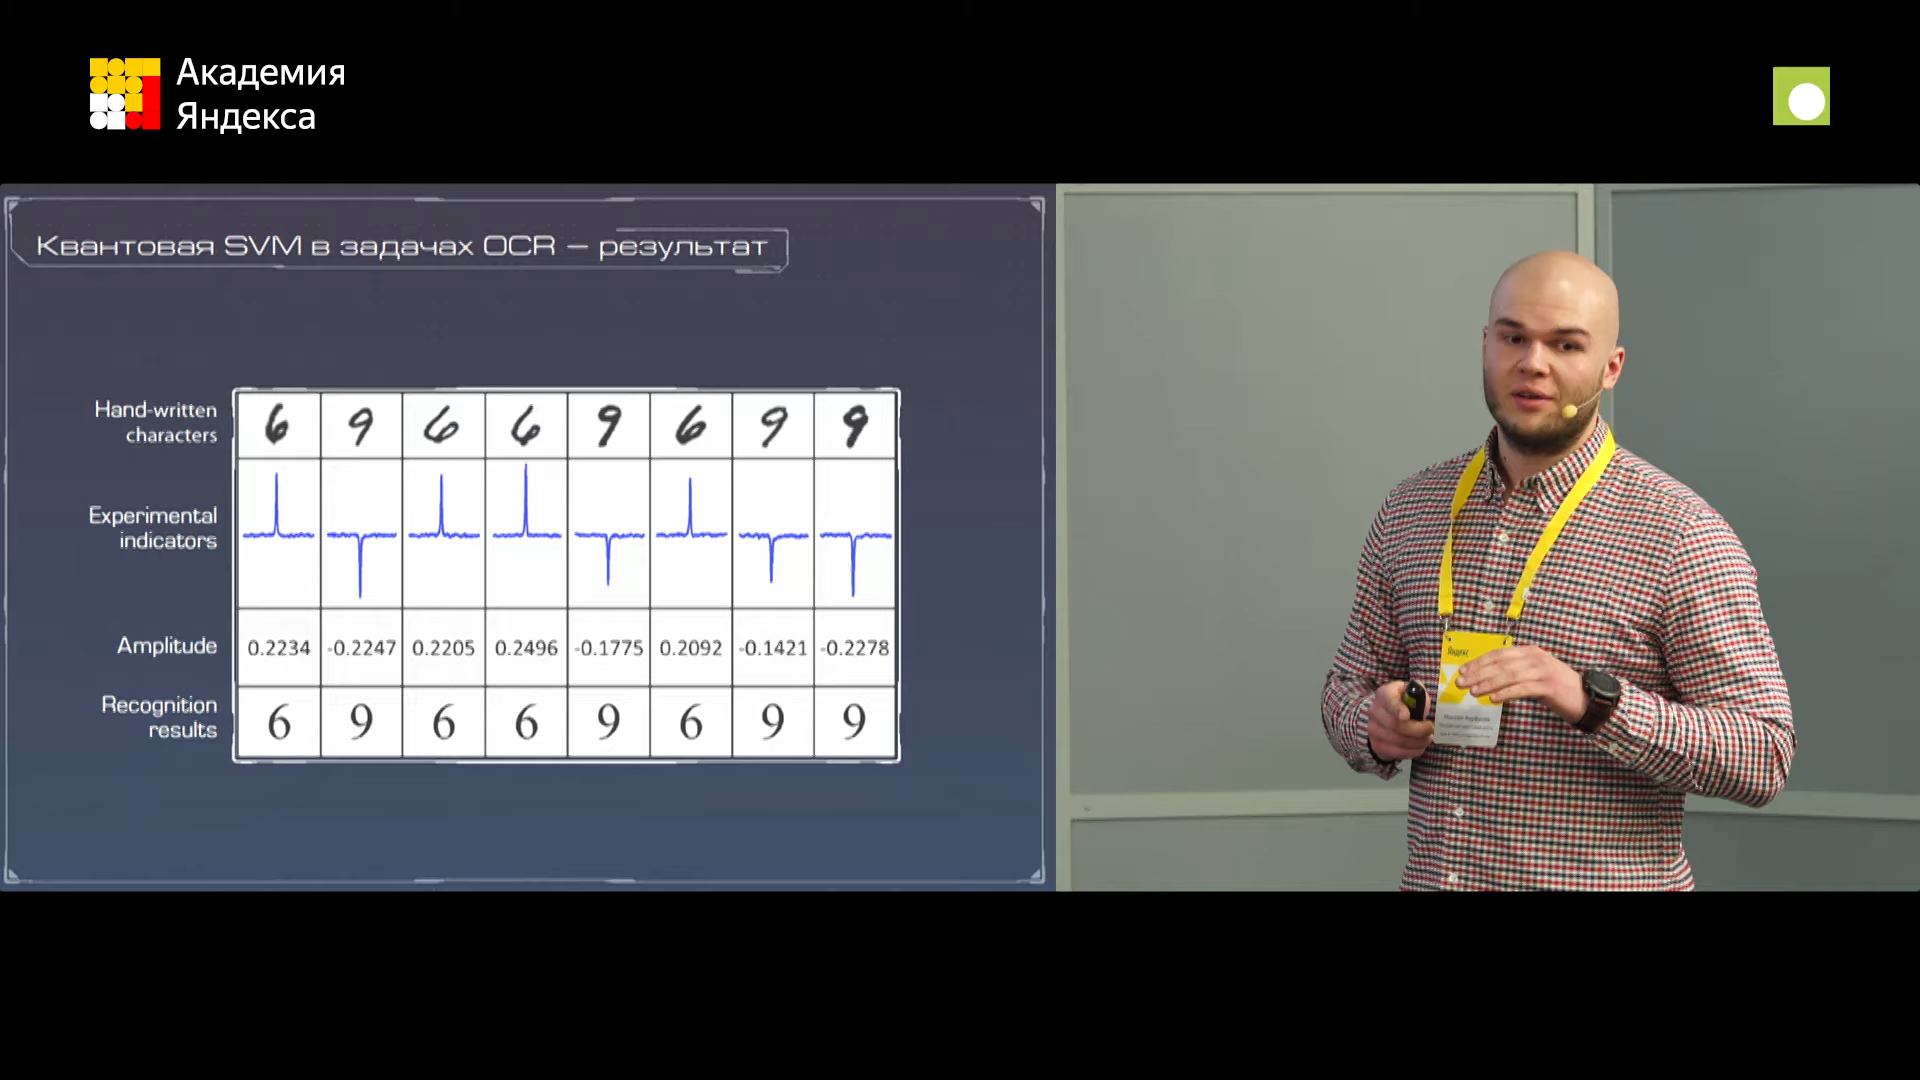 Академия
Яндекса
Квантовая SVM в задачах OCR – результат
Hand-written
characters
6 9 6 6 9 6 9 9
Experimental
indicators
Amplitude
0.2234 -0.2247 0.2205 0.2496 -0.1775 0.2092 -0.1421 -0.2278
Recognition
results
6 9 6 6 9 6 9 9
Яндекс